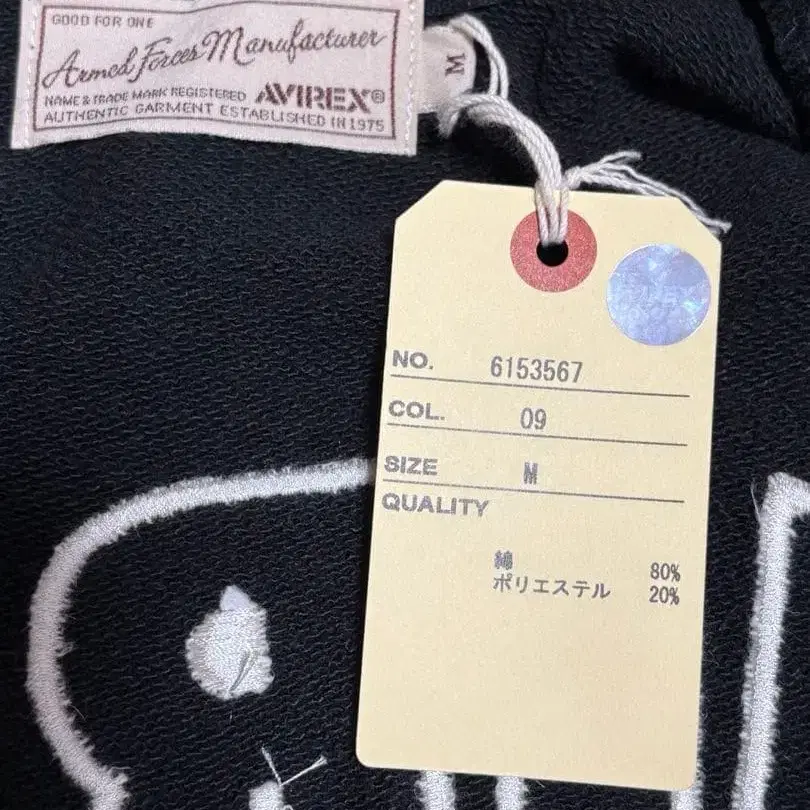 GOOD FOR ONE
Armed Forces Manufacturer
NAME & TRADE MARK REGISTERED AVIREX®
AUTHENTIC GARMENT ESTABLISHED IN 1975
M
NO. 6153567
COL. 09
SIZE M
QUALITY
綿 80%
ポリエステル 20%